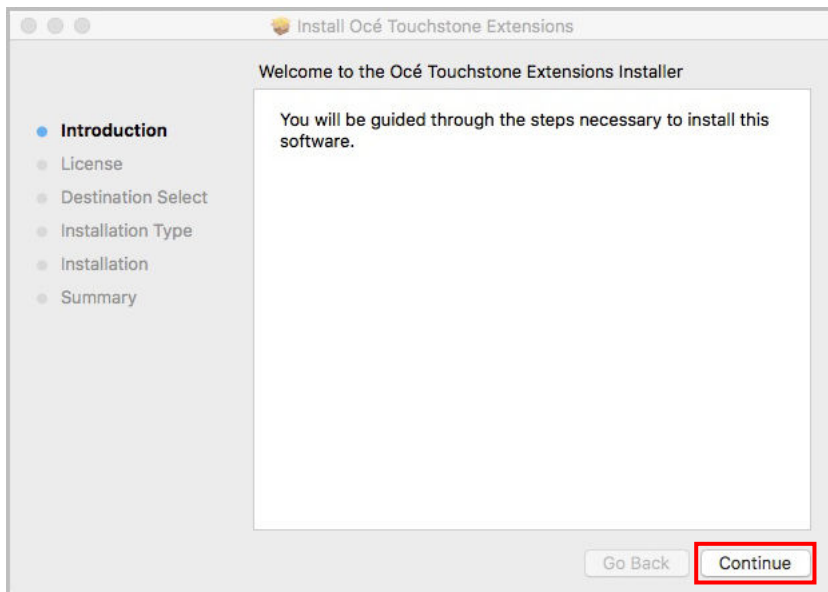 Install Océ Touchstone Extensions
Welcome to the Océ Touchstone Extensions Installer
Introduction
License
Destination Select
Installation Type
Installation
Summary
You will be guided through the steps necessary to install this
software.
Go Back
Continue